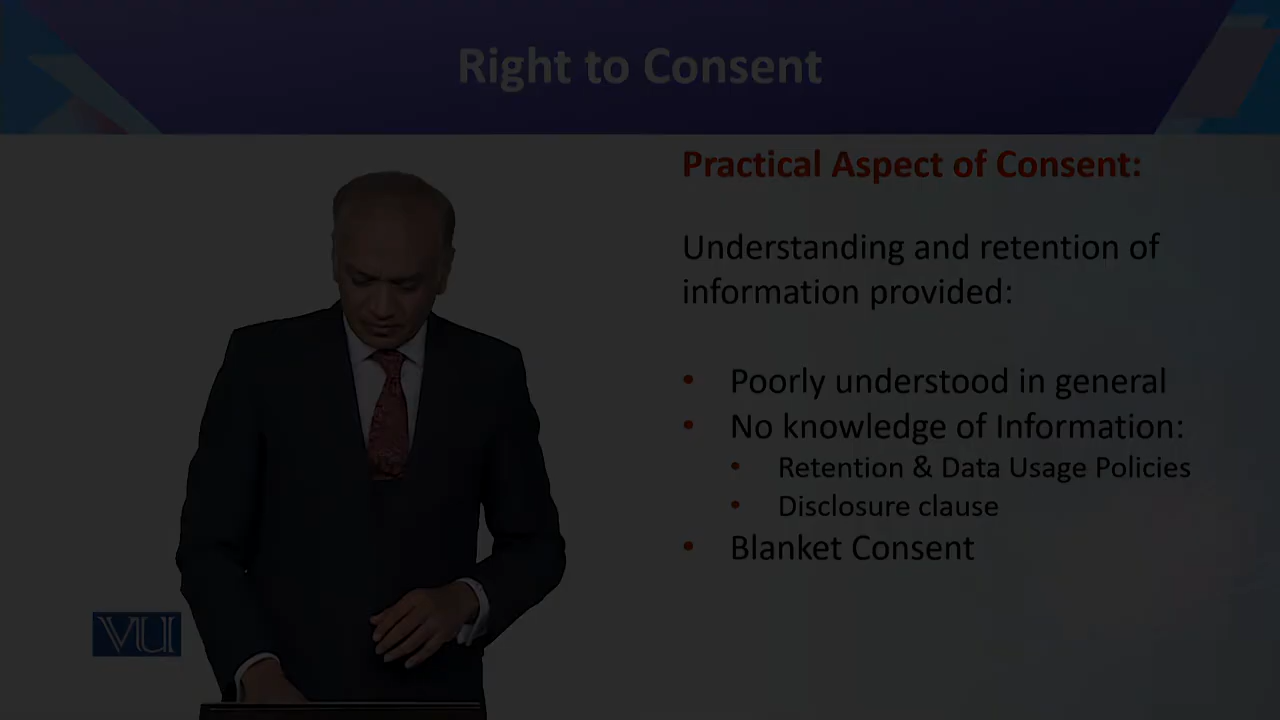 Right to Consent
Practical Aspect of Consent:
Understanding and retention of
information provided:
• Poorly understood in general
• No knowledge of Information:
• Retention & Data Usage Policies
• Disclosure clause
• Blanket Consent
VU